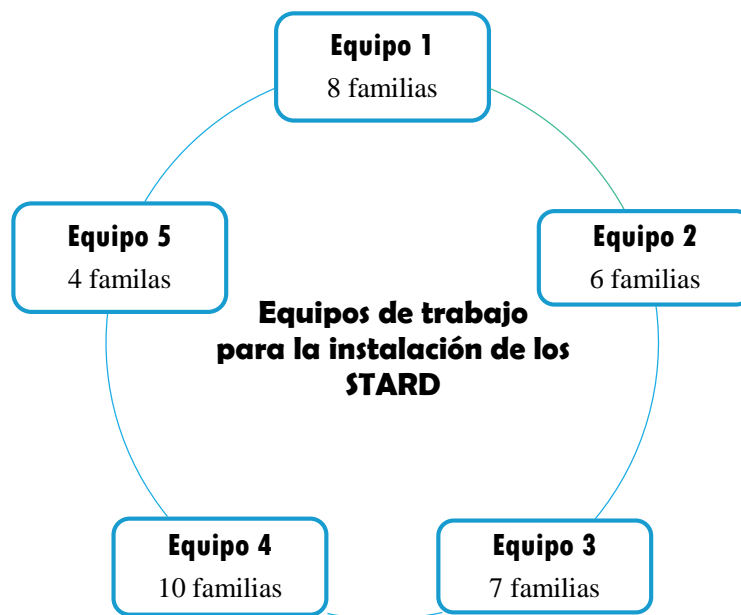 Equipo 1
8 familias
Equipo 2
6 familias
Equipo 5
4 familas
Equipos de trabajo
para la instalación de los
STARD
Equipo 4
10 familias
Equipo 3
7 familias